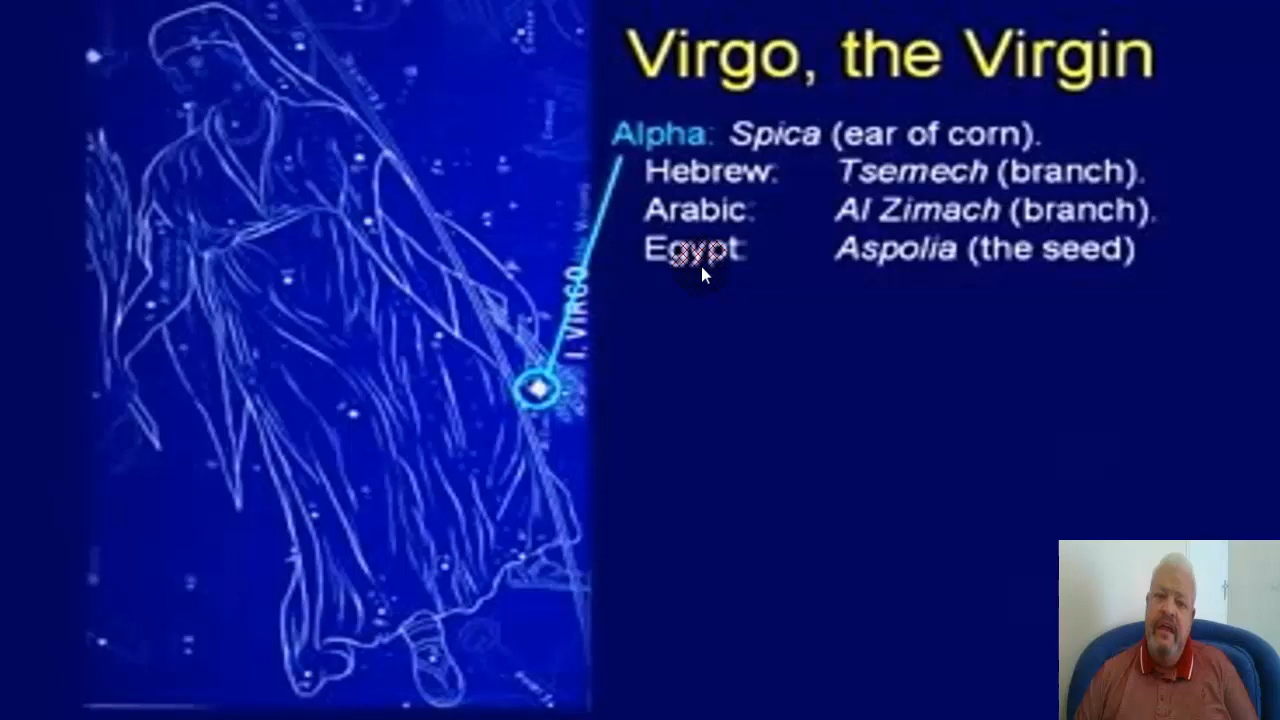 Virgo, the Virgin
Alpha: Spica (ear of corn).
Hebrew: Tsemech (branch).
Arabic: Al Zimach (branch).
Egypt: Aspolia (the seed)
I. VIRGO